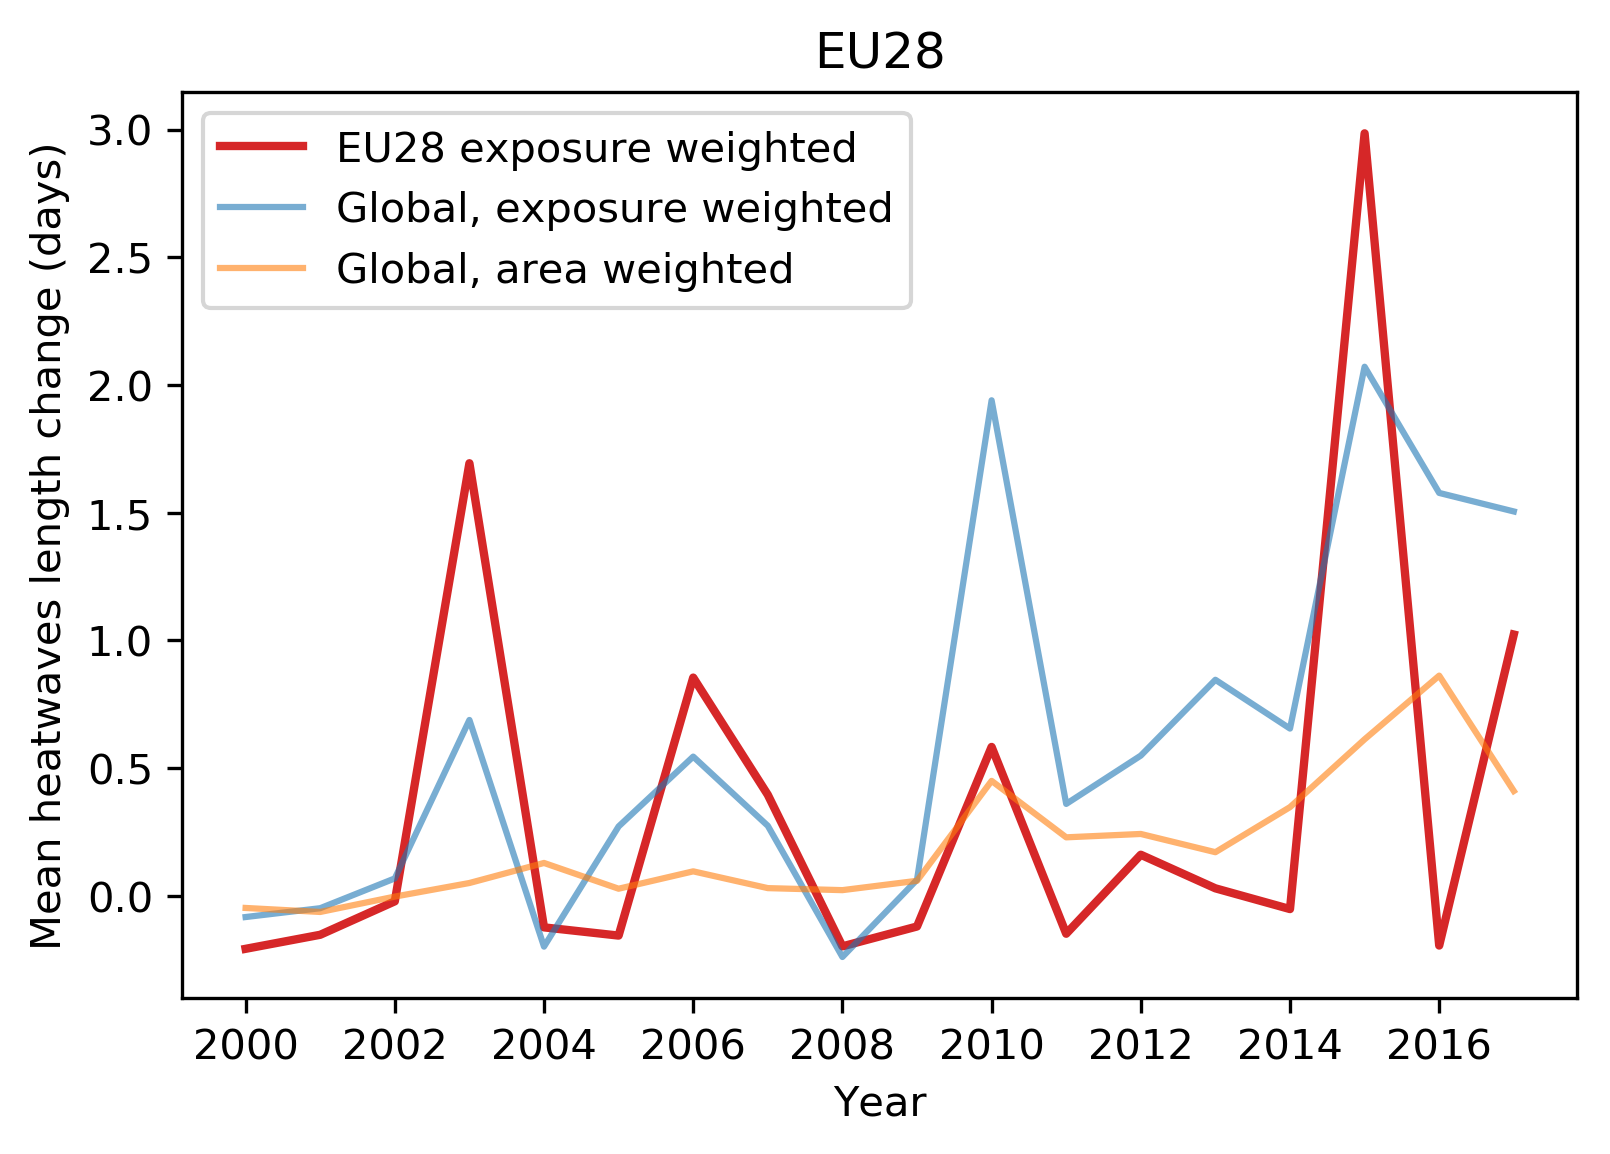 EU28
EU28 exposure weighted
Global, exposure weighted
Global, area weighted
Mean heatwaves length change (days)
3.0
2.5
2.0
1.5
1.0
0.5
0.0
2000 2002 2004 2006 2008 2010 2012 2014 2016
Year